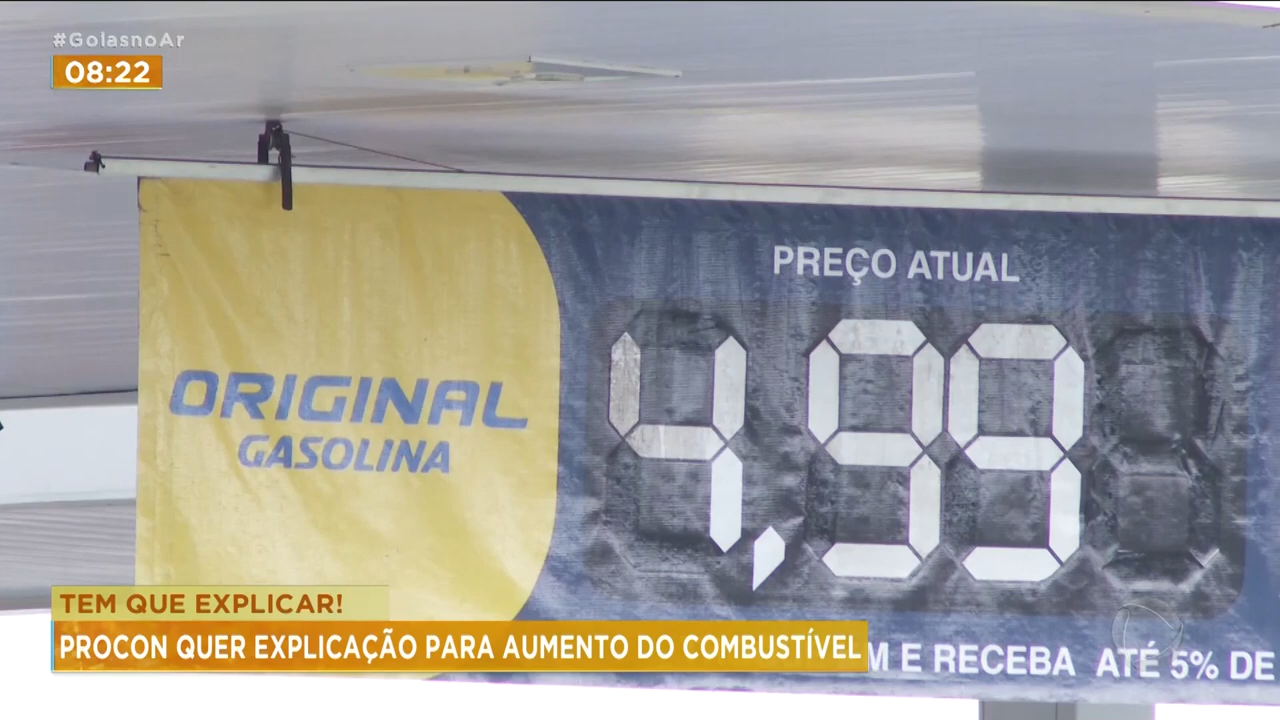 #GoiasnoAr
08:22
PREÇO ATUAL
4,99
ORIGINAL
GASOLINA
TEM QUE EXPLICAR!
PROCON QUER EXPLICAÇÃO PARA AUMENTO DO COMBUSTÍVEL
E RECEBA ATÉ 5% DE